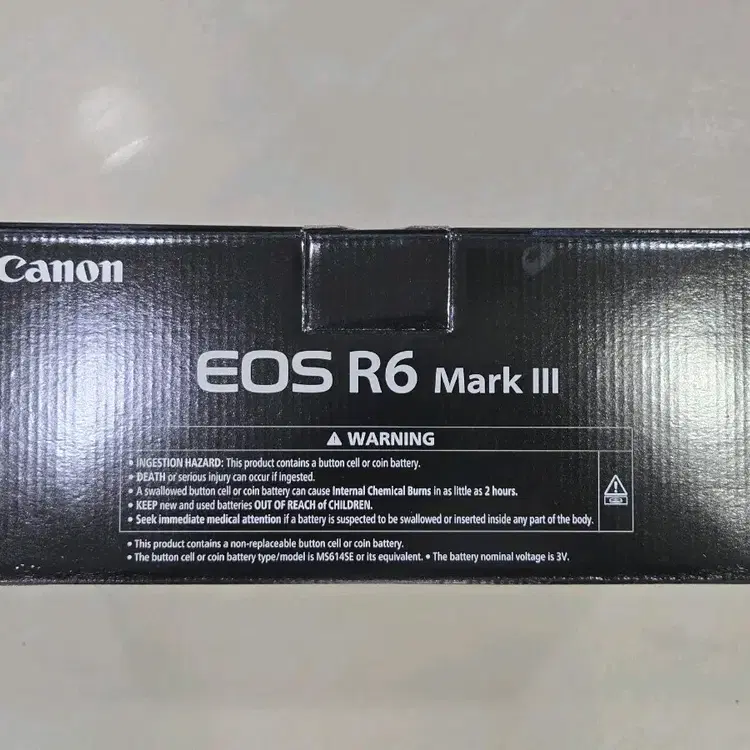 Canon
EOS R6 Mark III
⚠ WARNING
• INGESTION HAZARD: This product contains a button cell or coin battery.
• DEATH or serious injury can occur if ingested.
• A swallowed button cell or coin battery can cause Internal Chemical Burns in as little as 2 hours.
• KEEP new and used batteries OUT OF REACH of CHILDREN.
• Seek immediate medical attention if a battery is suspected to be swallowed or inserted inside any part of the body.
• This product contains a non-replaceable button cell or coin battery.
• The button cell or coin battery type/model is MS614SE or its equivalent. • The battery nominal voltage is 3V.